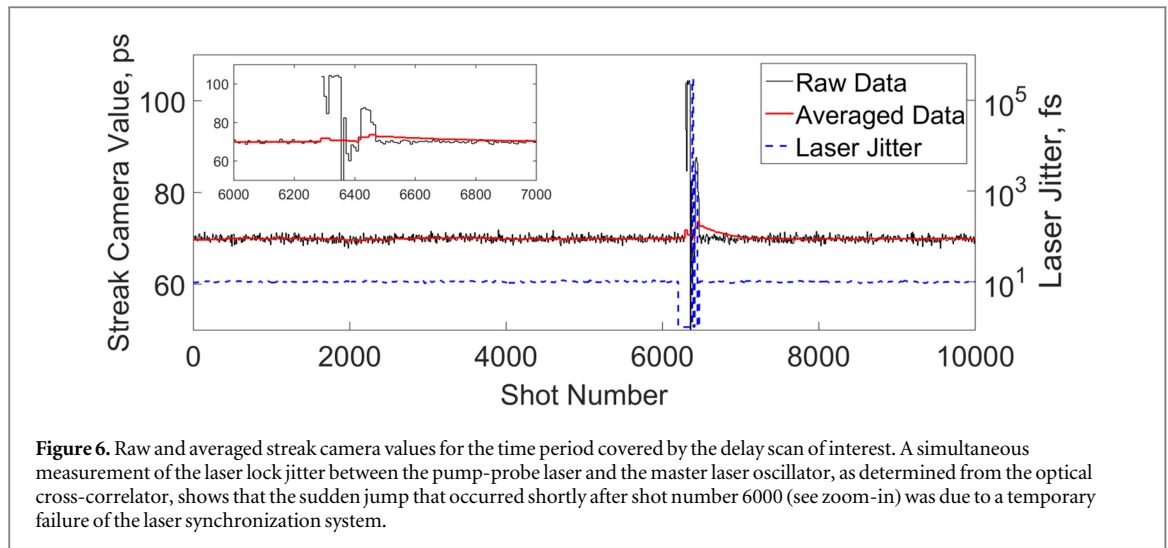 Streak Camera Value, ps
100
80
60
100
80
60
6000 6200 6400 6600 6800 7000
Raw Data
Averaged Data
Laser Jitter
10^5
10^3
10^1
Laser Jitter, fs
0 2000 4000 6000 8000 10000
Shot Number
Figure 6. Raw and averaged streak camera values for the time period covered by the delay scan of interest. A simultaneous
measurement of the laser lock jitter between the pump-probe laser and the master laser oscillator, as determined from the optical
cross-correlator, shows that the sudden jump that occurred shortly after shot number 6000 (see zoom-in) was due to a temporary
failure of the laser synchronization system.